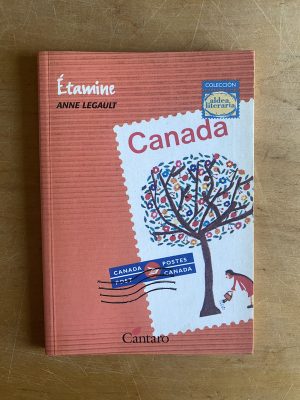 Étamine
ANNE LEGAULT
COLECCIÓN
aldea
literaria
Canada
CANADA POSTES
POST CANADA
Cántaro